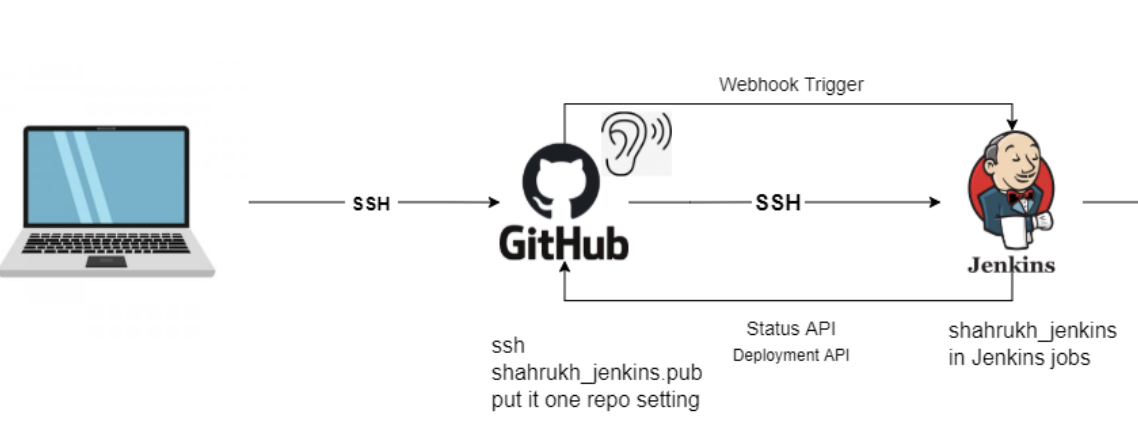 Webhook Trigger
SSH
SSH
GitHub
Jenkins
Status API
Deployment API
ssh
shahrukh_jenkins.pub
put it one repo setting
shahrukh_jenkins
in Jenkins jobs